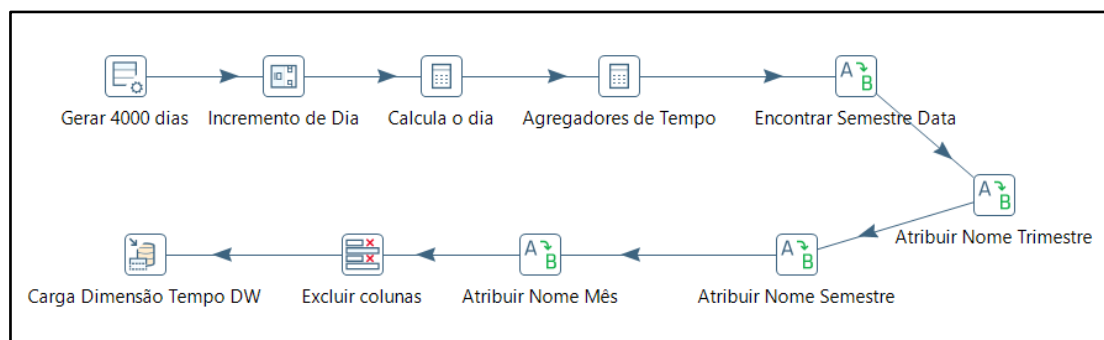 Gerar 4000 dias
Incremento de Dia
Calcula o dia
Agregadores de Tempo
A B
Encontrar Semestre Data
A B
Atribuir Nome Trimestre
A B
Atribuir Nome Semestre
A B
Atribuir Nome Mês
Excluir colunas
Carga Dimensão Tempo DW